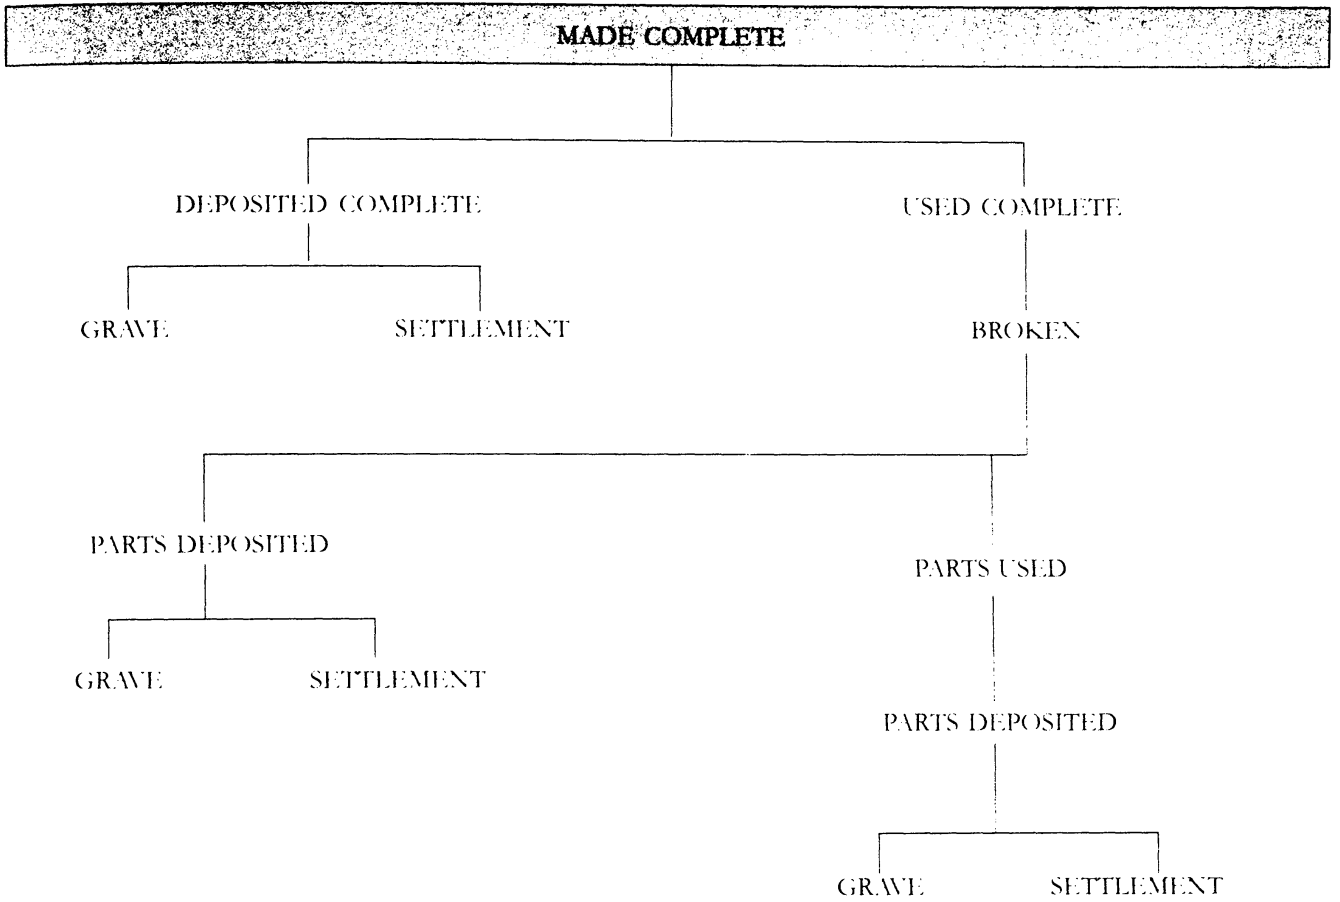 MADE COMPLETE
DEPOSITED COMPLETE
USED COMPLETE
GRAVE
SETTLEMENT
BROKEN
PARTS DEPOSITED
PARTS USED
GRAVE
SETTLEMENT
PARTS DEPOSITED
GRAVE
SETTLEMENT